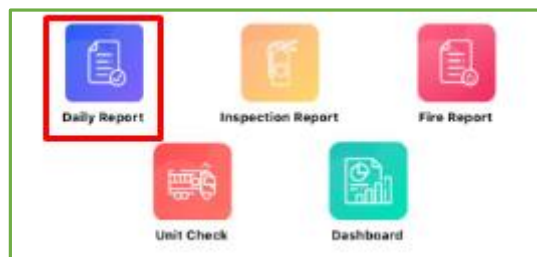 Daily Report
Inspection Report
Fire Report
Unit Check
Dashboard